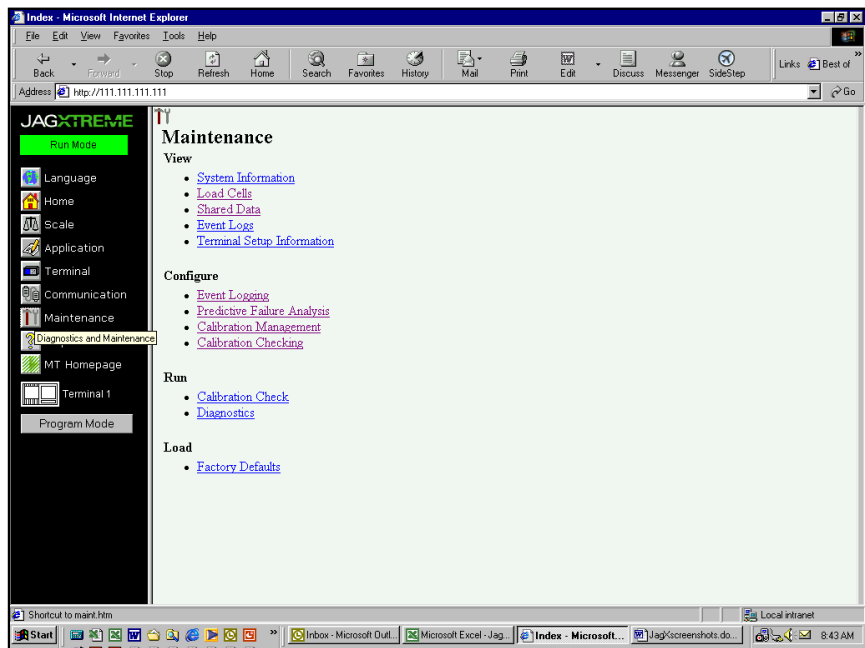 Index - Microsoft Internet Explorer
File Edit View Favorites Tools Help
Back Forward Stop Refresh Home Search Favorites History Mail Print Edit Discuss Messenger SideStep Links Best of »
Address http://111.111.111.111 Go
JAGXTREME
Run Mode
Language
Home
Scale
Application
Terminal
Communication
Maintenance
Diagnostics and Maintenance
MT Homepage
Terminal 1
Program Mode
Maintenance
View
• System Information
• Load Cells
• Shared Data
• Event Logs
• Terminal Setup Information
Configure
• Event Logging
• Predictive Failure Analysis
• Calibration Management
• Calibration Checking
Run
• Calibration Check
• Diagnostics
Load
• Factory Defaults
Shortcut to maint.htm Local intranet
Start » Inbox - Microsoft Outl... Microsoft Excel - Jag... Index - Microsoft... JagXscreenshots.do... 8:43 AM